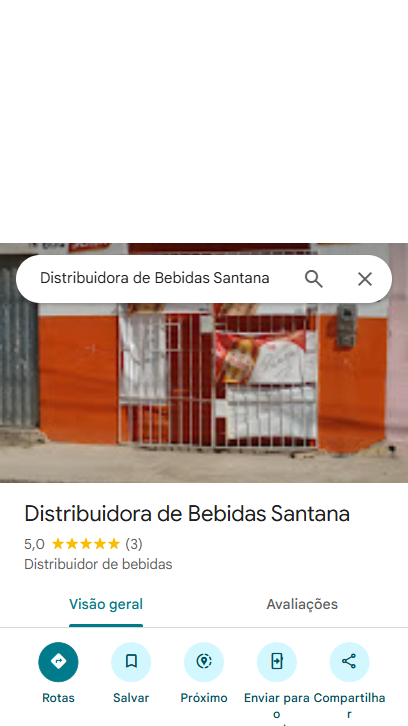 Distribuidora de Bebidas Santana
Distribuidora de Bebidas Santana
5,0 (3)
Distribuidor de bebidas
Visão geral Avaliações
Rotas Salvar Próximo Enviar para o Compartilhar